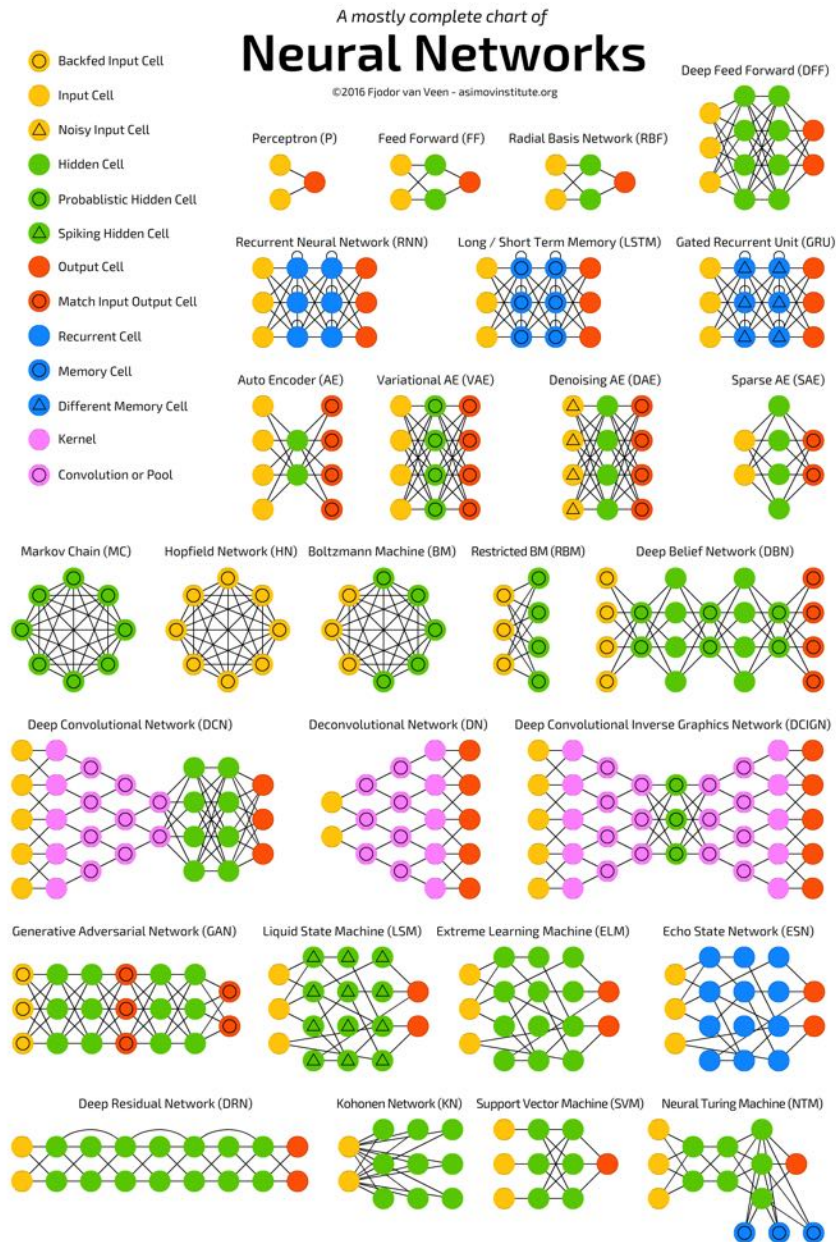 A mostly complete chart of
Neural Networks
©2016 Fjodor van Veen - asimovinstitute.org
Backfed Input Cell
Input Cell
Noisy Input Cell
Hidden Cell
Probablistic Hidden Cell
Spiking Hidden Cell
Output Cell
Match Input Output Cell
Recurrent Cell
Memory Cell
Different Memory Cell
Kernel
Convolution or Pool
Deep Feed Forward (DFF)
Perceptron (P)
Feed Forward (FF)
Radial Basis Network (RBF)
Recurrent Neural Network (RNN)
Long / Short Term Memory (LSTM)
Gated Recurrent Unit (GRU)
Auto Encoder (AE)
Variational AE (VAE)
Denoising AE (DAE)
Sparse AE (SAE)
Markov Chain (MC)
Hopfield Network (HN)
Boltzmann Machine (BM)
Restricted BM (RBM)
Deep Belief Network (DBN)
Deep Convolutional Network (DCN)
Deconvolutional Network (DN)
Deep Convolutional Inverse Graphics Network (DCIGN)
Generative Adversarial Network (GAN)
Liquid State Machine (LSM)
Extreme Learning Machine (ELM)
Echo State Network (ESN)
Deep Residual Network (DRN)
Kohonen Network (KN)
Support Vector Machine (SVM)
Neural Turing Machine (NTM)